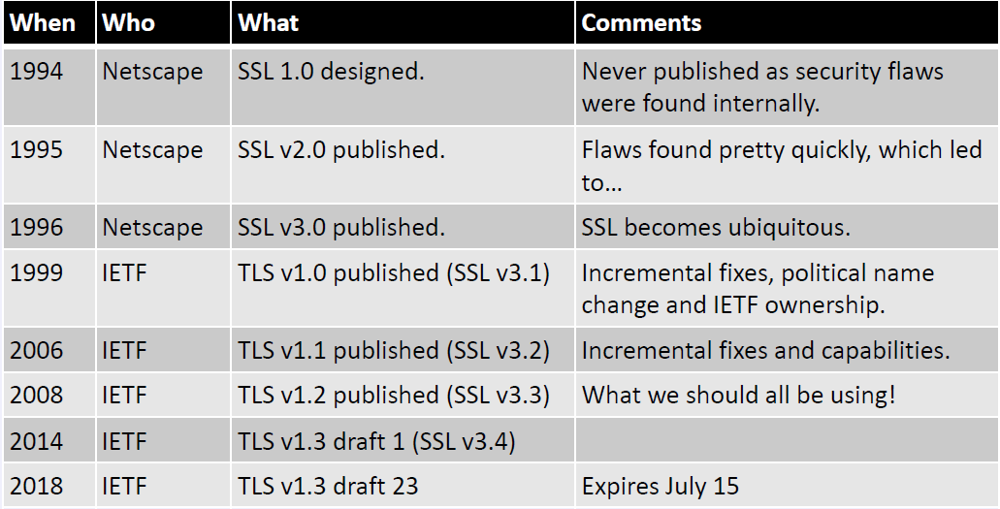 When Who What Comments
1994 Netscape SSL 1.0 designed. Never published as security flaws
were found internally.
1995 Netscape SSL v2.0 published. Flaws found pretty quickly, which led
to...
1996 Netscape SSL v3.0 published. SSL becomes ubiquitous.
1999 IETF TLS v1.0 published (SSL v3.1) Incremental fixes, political name
change and IETF ownership.
2006 IETF TLS v1.1 published (SSL v3.2) Incremental fixes and capabilities.
2008 IETF TLS v1.2 published (SSL v3.3) What we should all be using!
2014 IETF TLS v1.3 draft 1 (SSL v3.4)
2018 IETF TLS v1.3 draft 23 Expires July 15